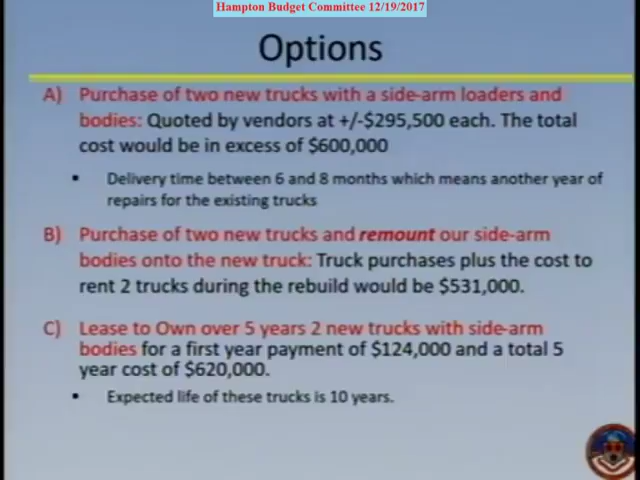 Hampton Budget Committee 12/19/2017
Options
A) Purchase of two new trucks with a side-arm loaders and
bodies: Quoted by vendors at +/-$295,500 each. The total
cost would be in excess of $600,000
▪ Delivery time between 6 and 8 months which means another year of
repairs for the existing trucks
B) Purchase of two new trucks and remount our side-arm
bodies onto the new truck: Truck purchases plus the cost to
rent 2 trucks during the rebuild would be $531,000.
C) Lease to Own over 5 years 2 new trucks with side-arm
bodies for a first year payment of $124,000 and a total 5
year cost of $620,000.
▪ Expected life of these trucks is 10 years.